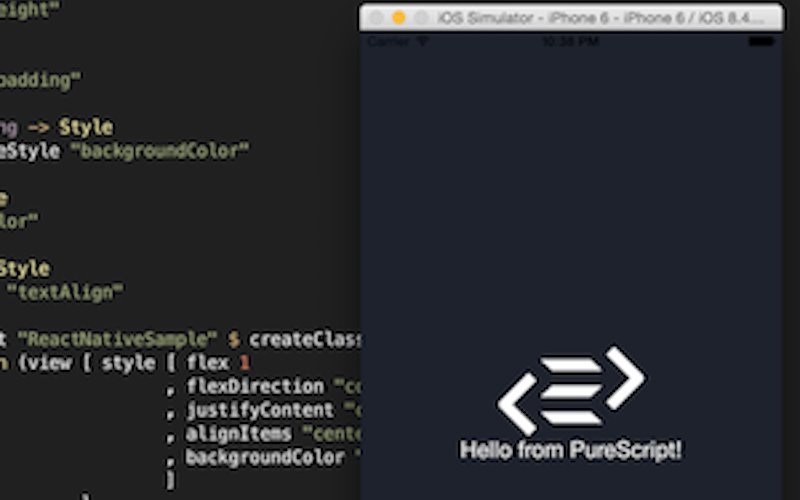 eight"
padding"
ng -> Style
eStyle "backgroundColor"
e
lor"
Style
"textAlign"
t "ReactNativeSample" $ createClass
n (view [ style [ flex 1
, flexDirection "co
, justifyContent "c
, alignItems "cente
, backgroundColor "
]
iOS Simulator - iPhone 6 - iPhone 6 / iOS 8.4...
Carrier 10:38 PM
Hello from PureScript!